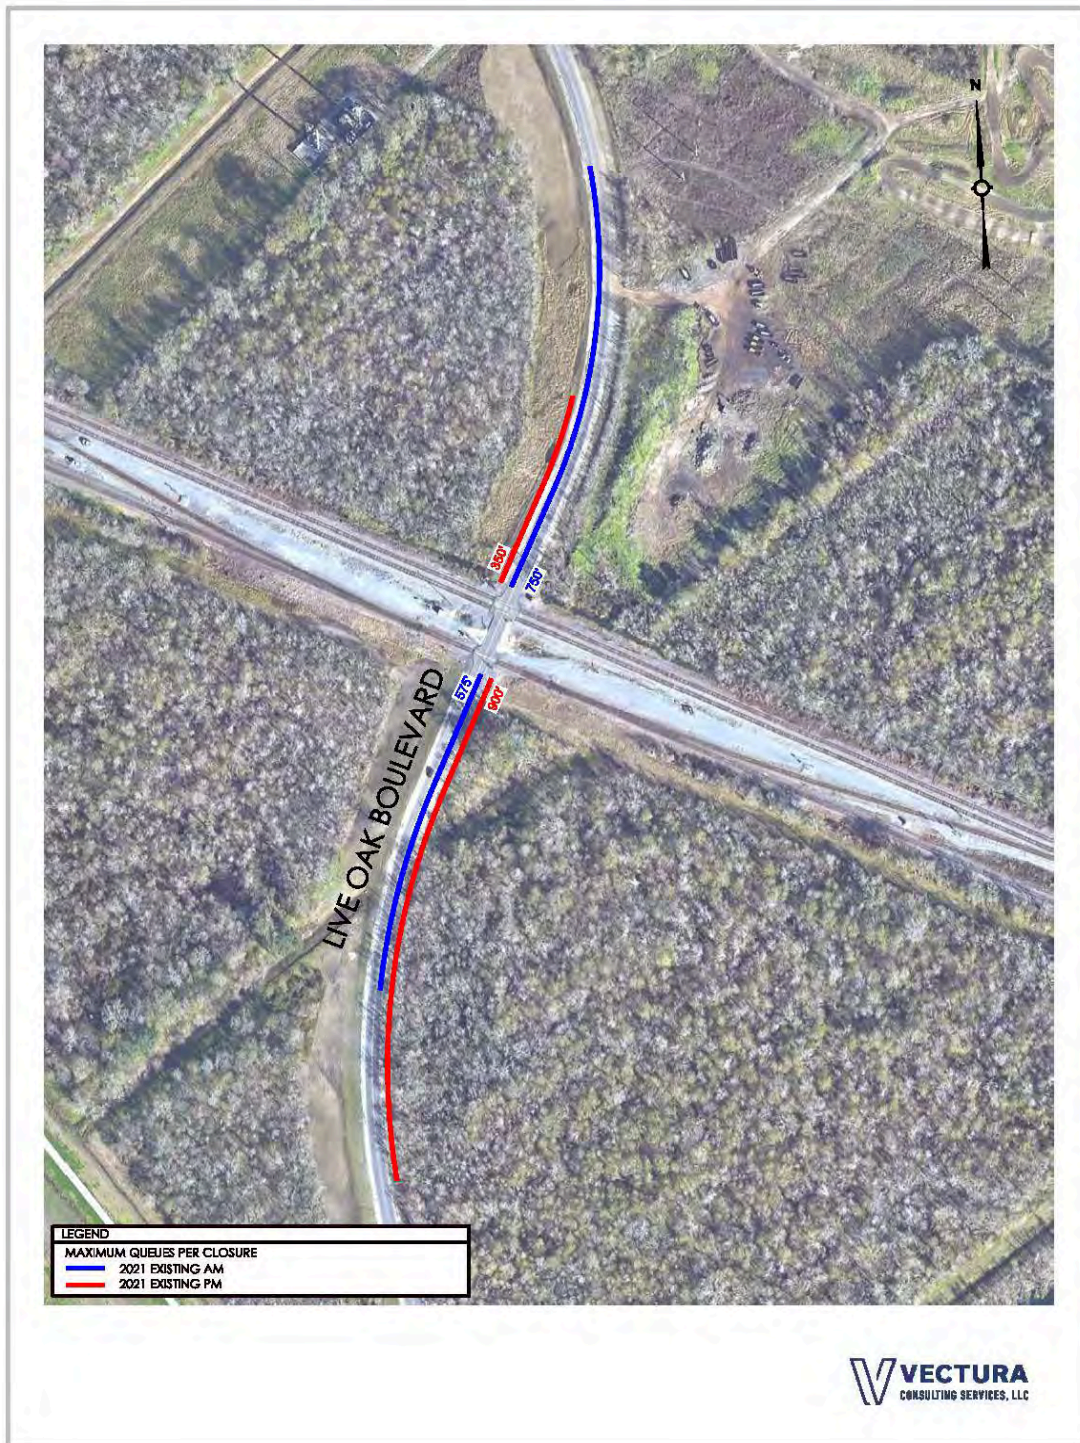 N
350'
750'
575'
900'
LIVE OAK BOULEVARD
LEGEND
MAXIMUM QUEUES PER CLOSURE
2021 EXISTING AM
2021 EXISTING PM
VECTURA
CONSULTING SERVICES, LLC